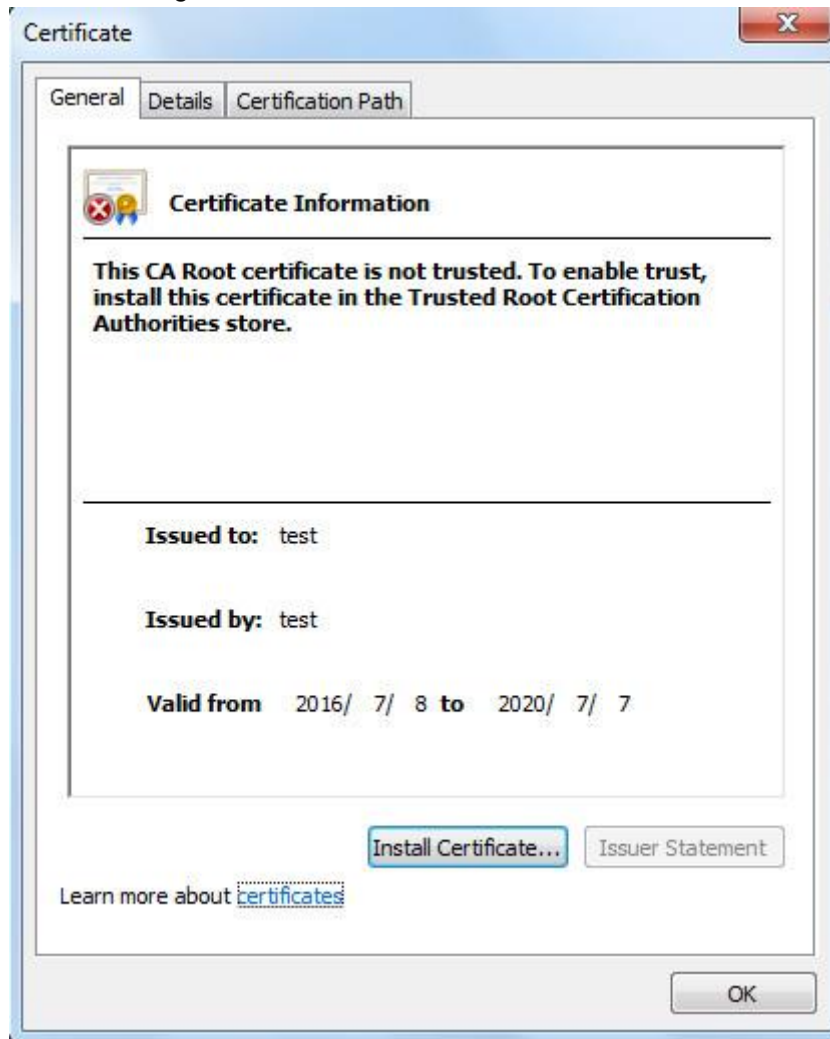 Certificate
General Details Certification Path
Certificate Information
This CA Root certificate is not trusted. To enable trust,
install this certificate in the Trusted Root Certification
Authorities store.
Issued to: test
Issued by: test
Valid from 2016/ 7/ 8 to 2020/ 7/ 7
Install Certificate... Issuer Statement
Learn more about certificates
OK